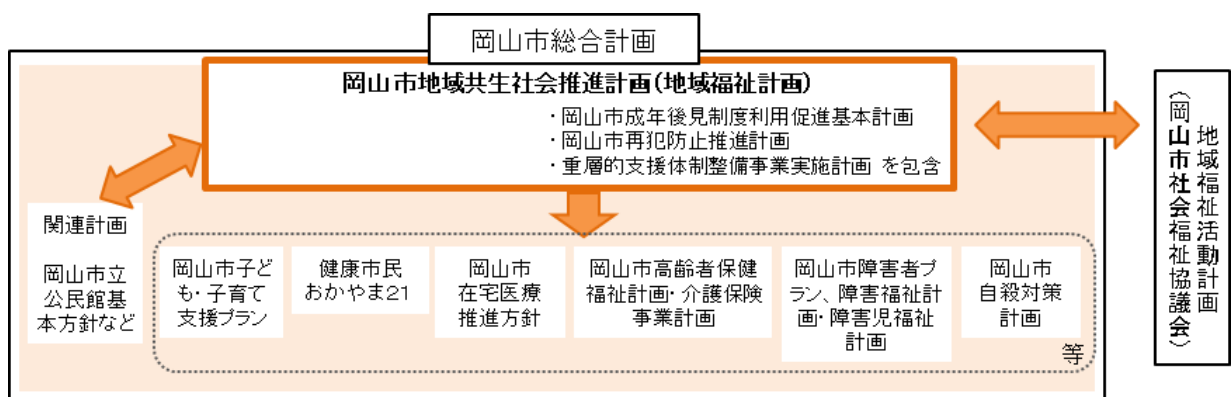 岡山市総合計画
岡山市地域共生社会推進計画(地域福祉計画)
・岡山市成年後見制度利用促進基本計画
・岡山市再犯防止推進計画
・重層的支援体制整備事業実施計画 を包含
地域福祉活動計画
(岡山市社会福祉協議会)
関連計画
岡山市立
公民館基
本方針など
岡山市子ど
も・子育て
支援プラン
健康市民
おかやま21
岡山市
在宅医療
推進方針
岡山市高齢者保健
福祉計画・介護保険
事業計画
岡山市障害者プ
ラン、障害福祉計
画・障害児福祉
計画
岡山市
自殺対策
計画
等